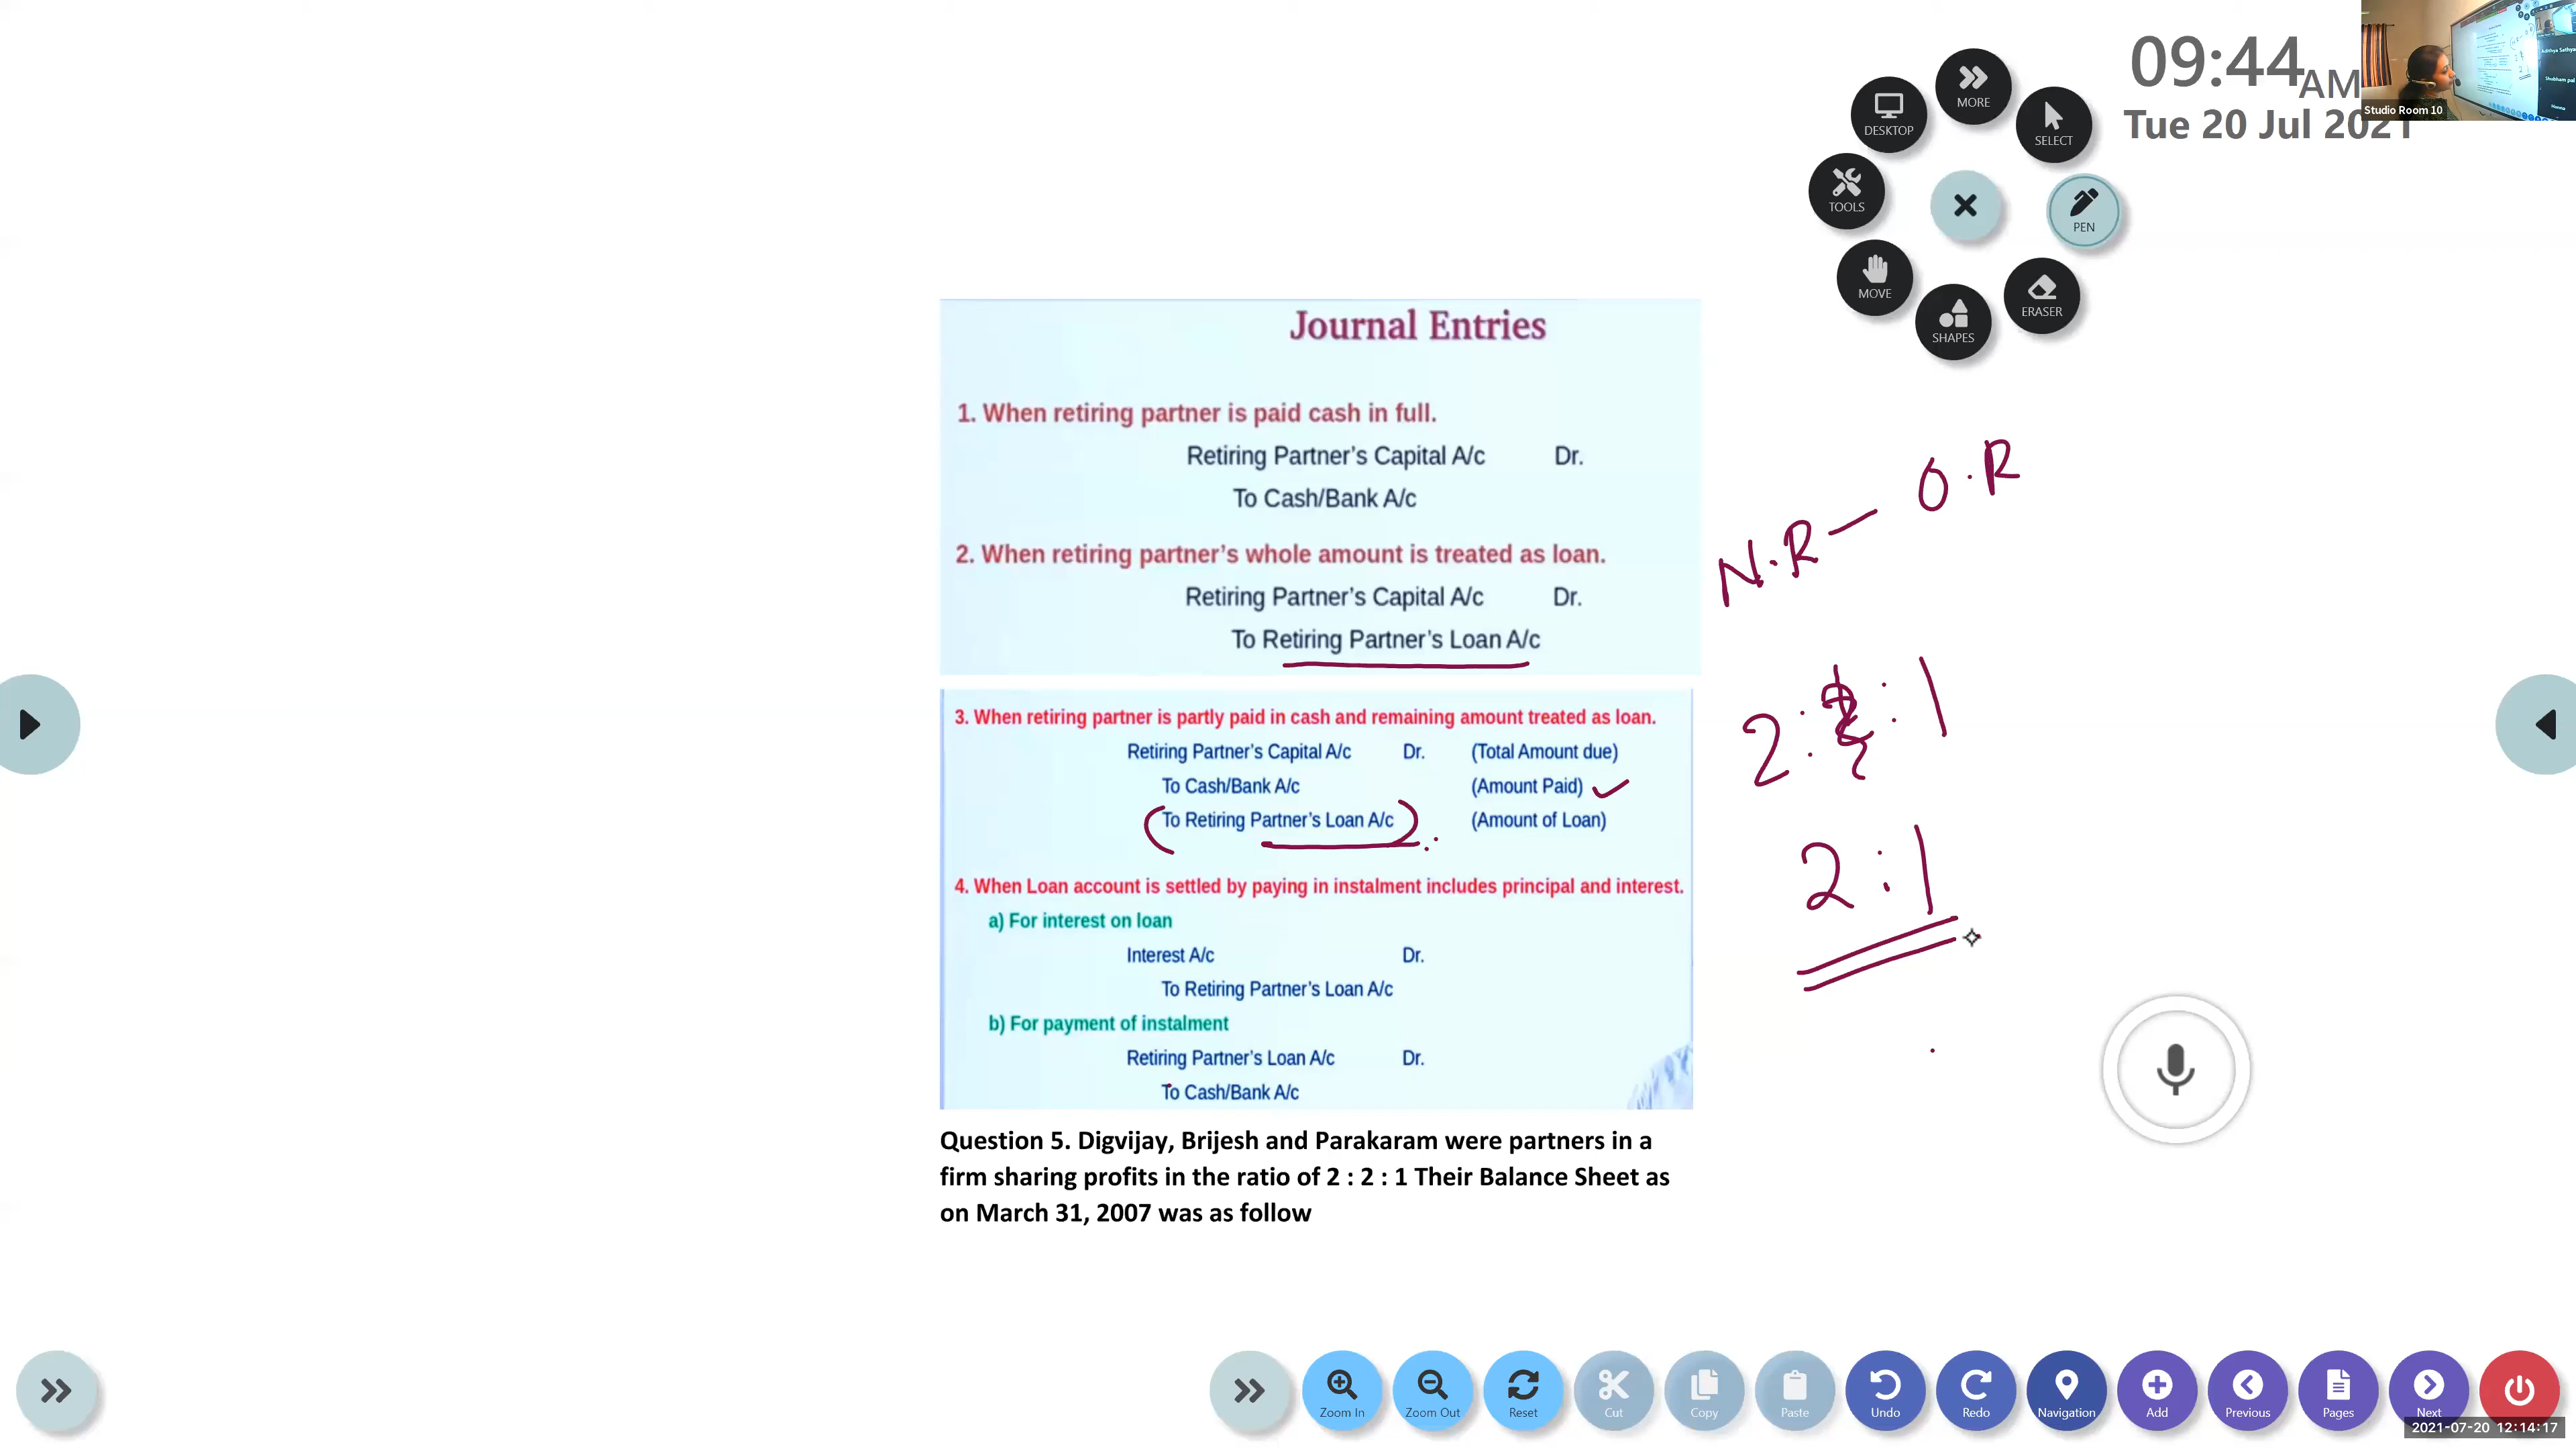 09:44 AM
Tue 20 Jul 2021
Studio Room 10
MORE
DESKTOP
SELECT
TOOLS
PEN
MOVE
ERASER
SHAPES
Journal Entries
1. When retiring partner is paid cash in full.
Retiring Partner's Capital A/c Dr.
To Cash/Bank A/c
2. When retiring partner's whole amount is treated as loan.
Retiring Partner's Capital A/c Dr.
To Retiring Partner's Loan A/c
N.R — O.R
3. When retiring partner is partly paid in cash and remaining amount treated as loan.
Retiring Partner's Capital A/c Dr. (Total Amount due)
To Cash/Bank A/c (Amount Paid)
To Retiring Partner's Loan A/c (Amount of Loan)
2 : 2 : 1
2 : 1
4. When Loan account is settled by paying in instalment includes principal and interest.
a) For interest on loan
Interest A/c Dr.
To Retiring Partner's Loan A/c
b) For payment of instalment
Retiring Partner's Loan A/c Dr.
To Cash/Bank A/c
Question 5. Digvijay, Brijesh and Parakaram were partners in a
firm sharing profits in the ratio of 2 : 2 : 1 Their Balance Sheet as
on March 31, 2007 was as follow
Zoom In
Zoom Out
Reset
Cut
Copy
Paste
Undo
Redo
Navigation
Add
Previous
Pages
Next
2021-07-20 12:14:17